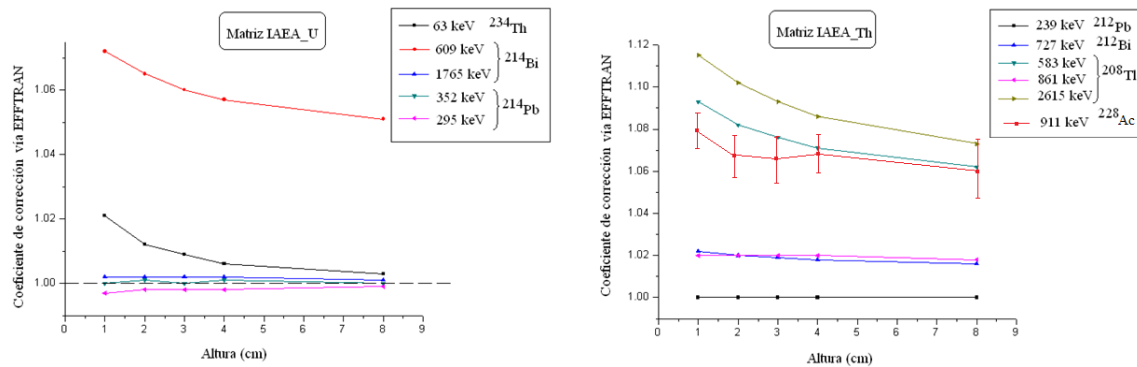 Matriz IAEA_U
63 keV 234Th
609 keV
1765 keV
214Bi
352 keV
295 keV
214Pb
Coeficiente de corrección via EFFTRAN
1.06
1.04
1.02
1.00
0 1 2 3 4 5 6 7 8 9
Altura (cm)
Matriz IAEA_Th
239 keV 212Pb
727 keV 212Bi
583 keV
861 keV
2615 keV
208Tl
911 keV 228Ac
Coeficiente de corrección via EFFTRAN
1.12
1.10
1.08
1.06
1.04
1.02
1.00
0 1 2 3 4 5 6 7 8 9
Altura (cm)